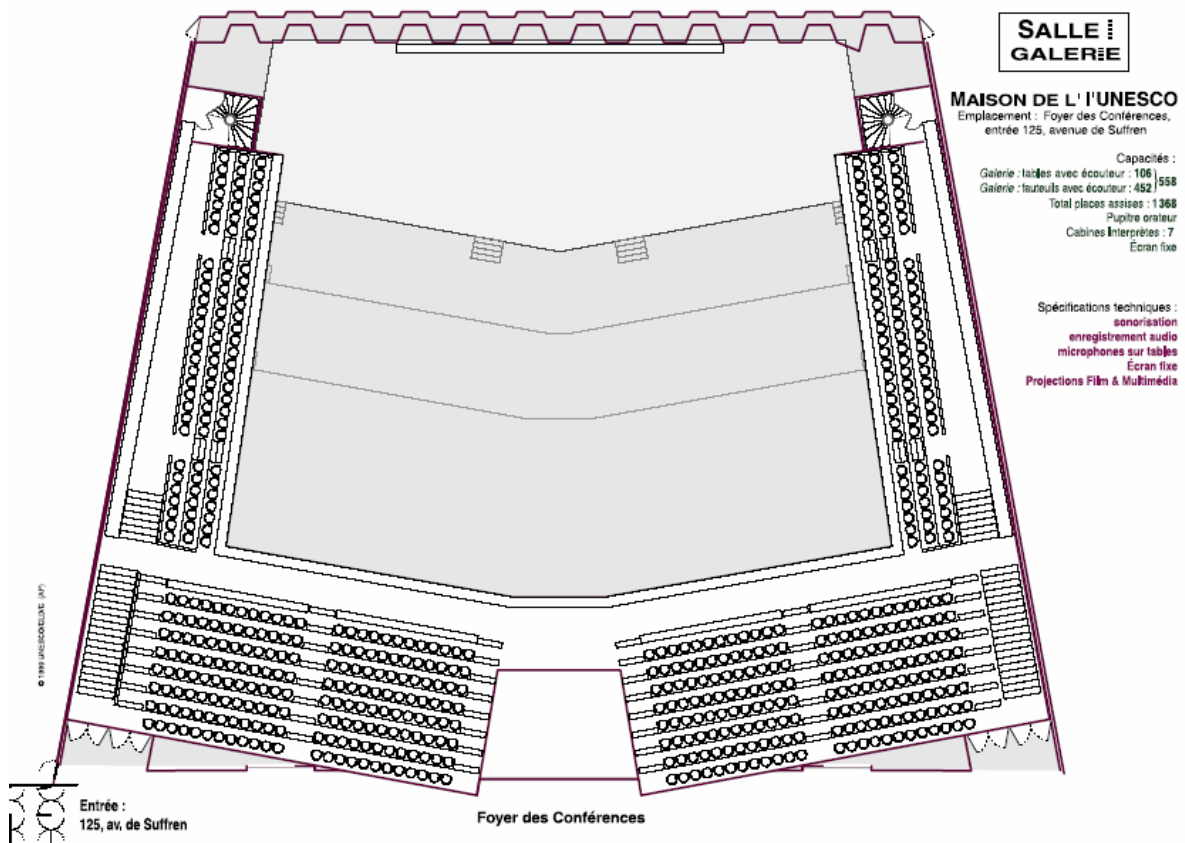 SALLE I
GALERIE
MAISON DE L' l'UNESCO
Emplacement : Foyer des Conférences,
entrée 125, avenue de Suffren
Capacités :
Galerie : tables avec écouteur : 106
Galerie : fauteuils avec écouteur : 452
558
Total places assises : 1368
Pupitre orateur
Cabines Interprètes : 7
Écran fixe
Spécifications techniques :
sonorisation
enregistrement audio
microphones sur tables
Écran fixe
Projections Film & Multimédia
© 1999 UNESCO
Entrée :
125, av. de Suffren
Foyer des Conférences